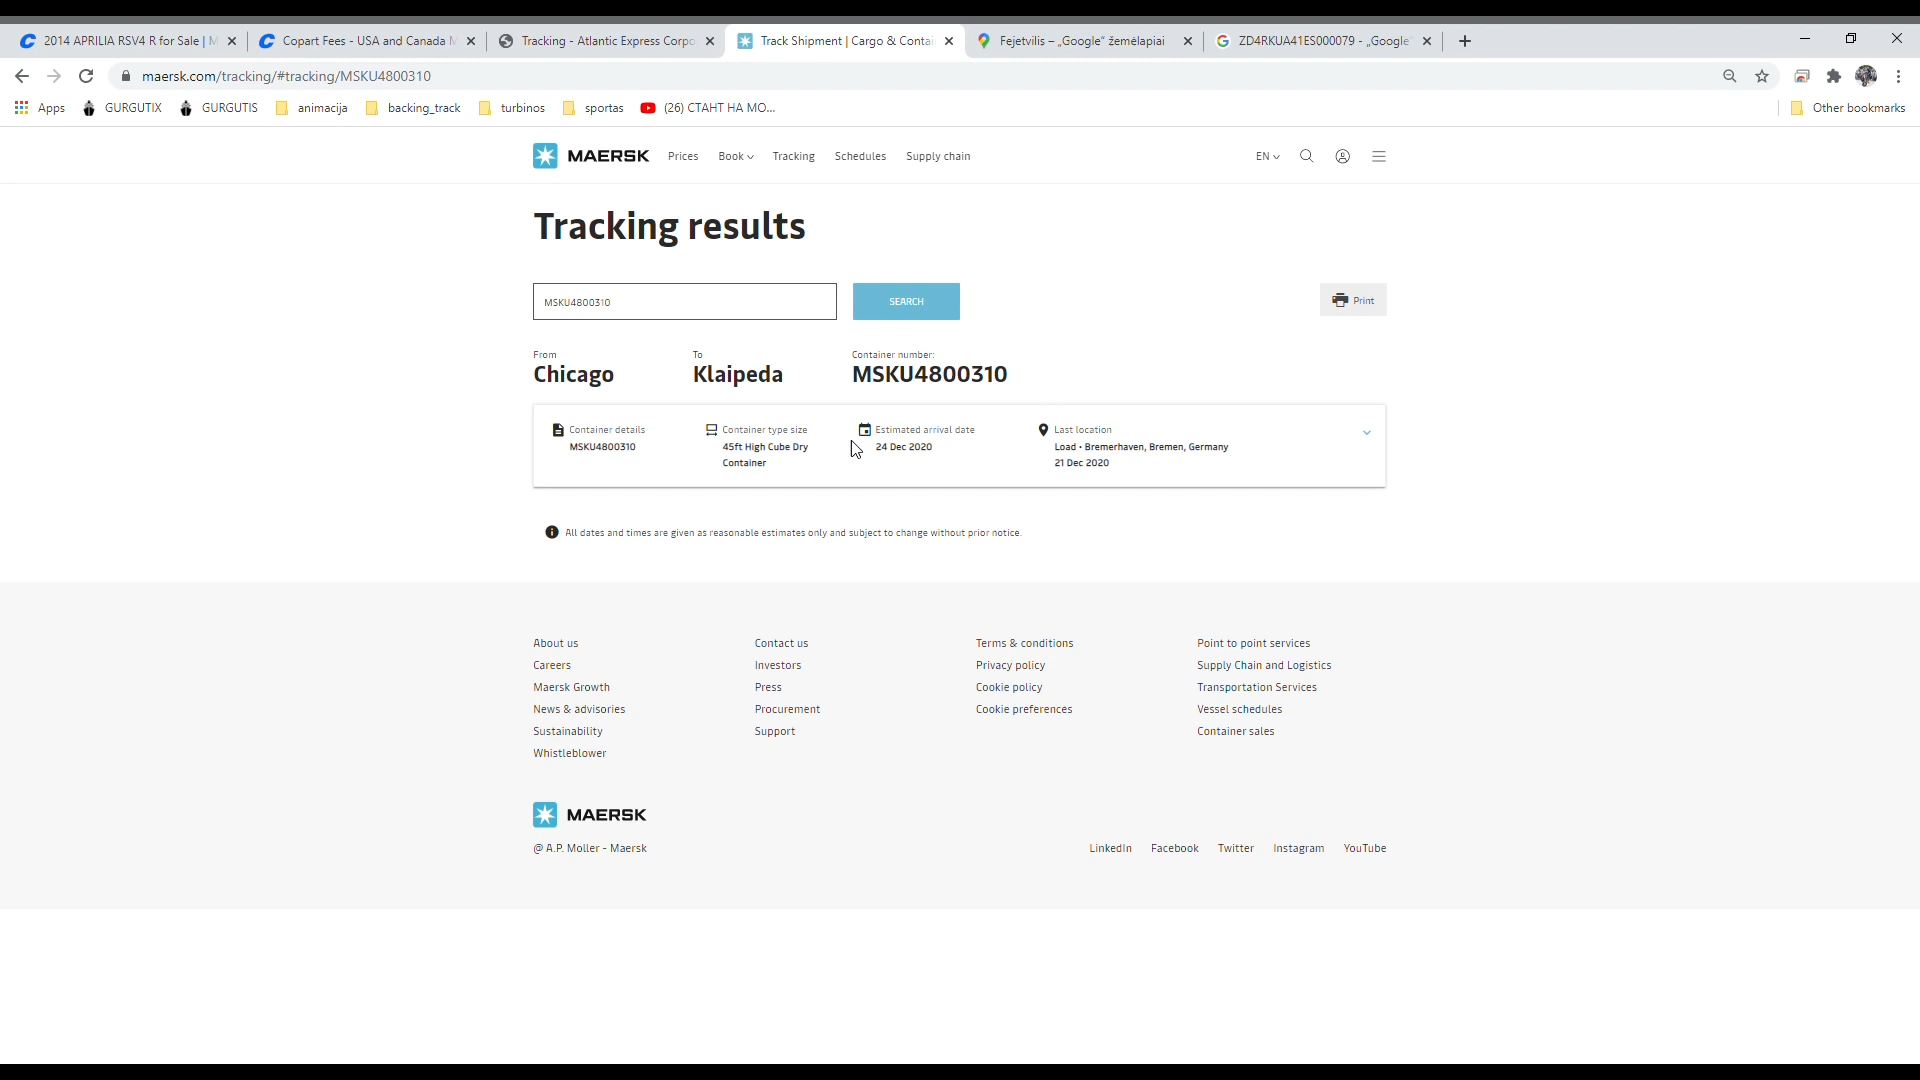 2014 APRILIA RSV4 R for Sale | M
Copart Fees - USA and Canada M
Tracking - Atlantic Express Corpo
Track Shipment | Cargo & Contai
Fejetvilis – „Google“ žemėlapiai
ZD4RKUA41ES000079 - „Google“
maersk.com/tracking/#tracking/MSKU4800310
Apps
GURGUTIX
GURGUTIS
animacija
backing_track
turbinos
sportas
(26) СТАНТ НА МО...
Other bookmarks
MAERSK
Prices
Book
Tracking
Schedules
Supply chain
EN
Tracking results
MSKU4800310
SEARCH
Print
From
To
Container number:
Chicago
Klaipeda
MSKU4800310
Container details
Container type size
Estimated arrival date
Last location
MSKU4800310
45ft High Cube Dry
24 Dec 2020
Load • Bremerhaven, Bremen, Germany
Container
21 Dec 2020
All dates and times are given as reasonable estimates only and subject to change without prior notice.
About us
Contact us
Terms & conditions
Point to point services
Careers
Investors
Privacy policy
Supply Chain and Logistics
Maersk Growth
Press
Cookie policy
Transportation Services
News & advisories
Procurement
Cookie preferences
Vessel schedules
Sustainability
Support
Container sales
Whistleblower
MAERSK
@ A.P. Moller - Maersk
LinkedIn
Facebook
Twitter
Instagram
YouTube